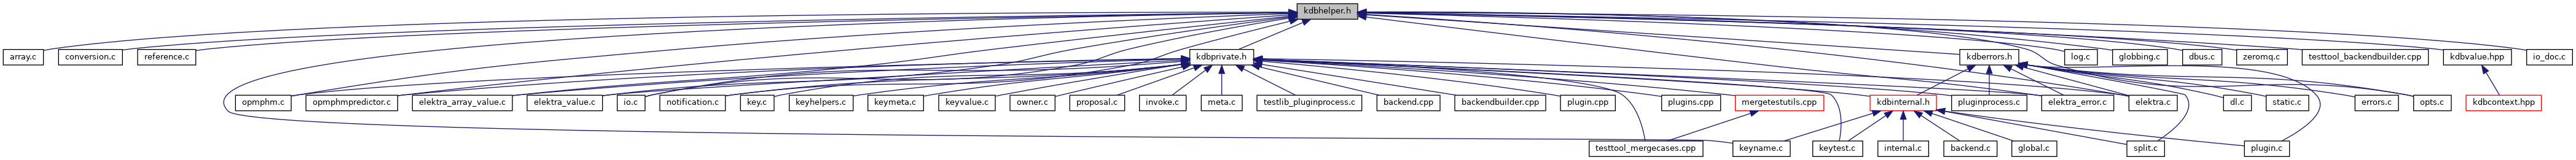 kdbhelper.h
array.c
conversion.c
reference.c
kdbprivate.h
kdberrors.h
log.c
globbing.c
dbus.c
zeromq.c
testtool_backendbuilder.cpp
kdbvalue.hpp
io_doc.c
opmphm.c
opmphmpredictor.c
elektra_array_value.c
elektra_value.c
io.c
notification.c
key.c
keyhelpers.c
keymeta.c
keyvalue.c
owner.c
proposal.c
invoke.c
meta.c
testlib_pluginprocess.c
backend.cpp
backendbuilder.cpp
plugin.cpp
plugins.cpp
mergetestutils.cpp
kdbinternal.h
pluginprocess.c
elektra_error.c
elektra.c
dl.c
static.c
errors.c
opts.c
kdbcontext.hpp
testtool_mergecases.cpp
keyname.c
keytest.c
internal.c
backend.c
global.c
split.c
plugin.c